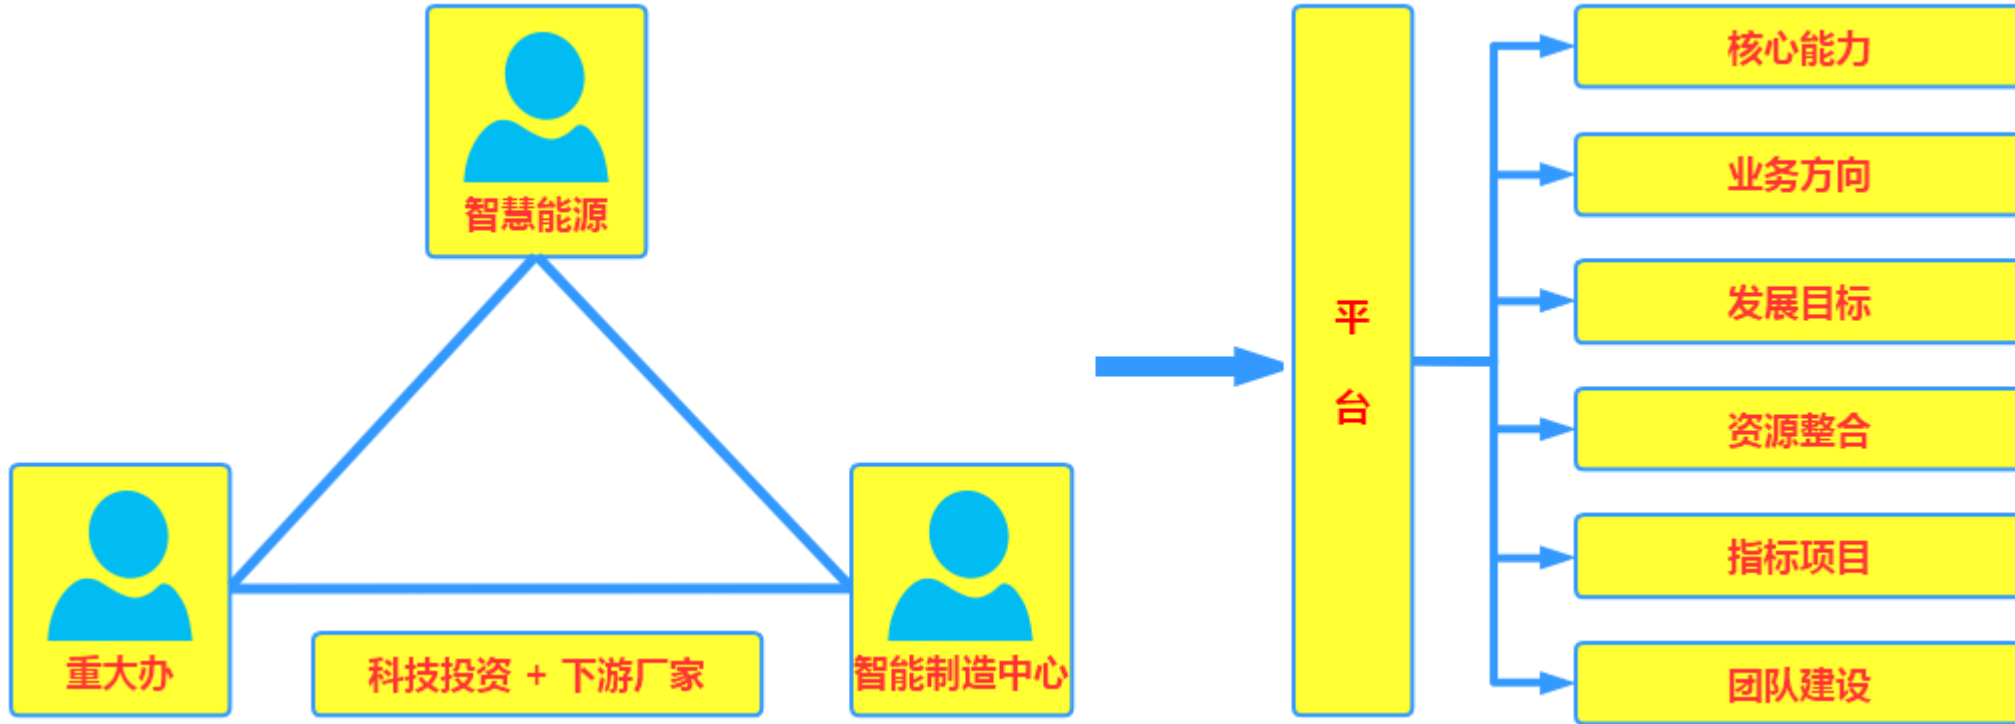 智慧能源
重大办
科技投资 + 下游厂家
智能制造中心
平
台
核心能力
业务方向
发展目标
资源整合
指标项目
团队建设